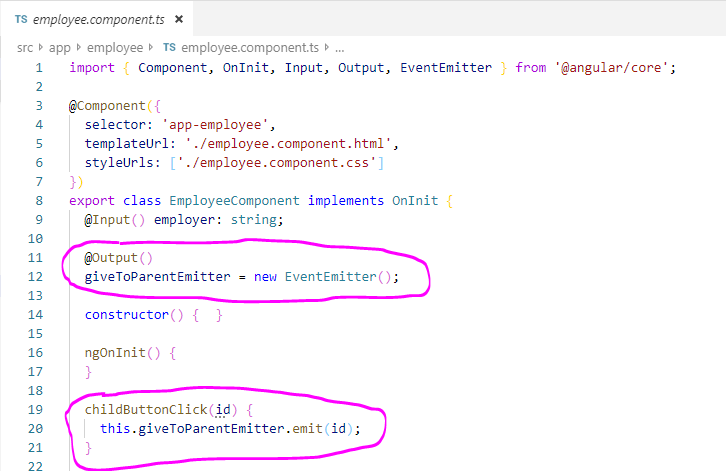 TS employee.component.ts ×
src › app › employee › TS employee.component.ts › ...
1 import { Component, OnInit, Input, Output, EventEmitter } from '@angular/core';
2
3 @Component({
4   selector: 'app-employee',
5   templateUrl: './employee.component.html',
6   styleUrls: ['./employee.component.css']
7 })
8 export class EmployeeComponent implements OnInit {
9   @Input() employer: string;
10
11   @Output()
12   giveToParentEmitter = new EventEmitter();
13
14   constructor() {  }
15
16   ngOnInit() {
17   }
18
19   childButtonClick(id) {
20     this.giveToParentEmitter.emit(id);
21   }
22